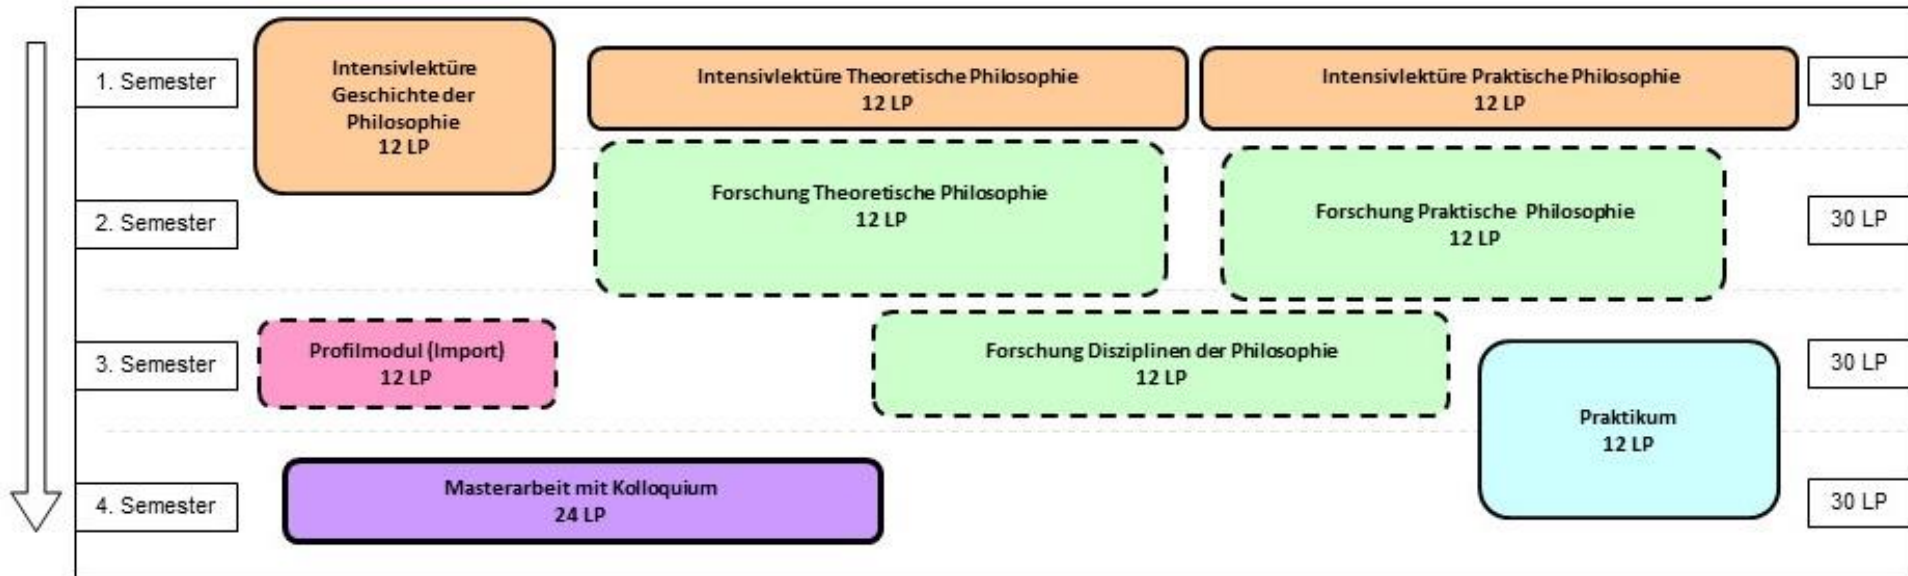 1. Semester
Intensivlektüre
Geschichte der
Philosophie
12 LP
Intensivlektüre Theoretische Philosophie
12 LP
Intensivlektüre Praktische Philosophie
12 LP
30 LP
2. Semester
Forschung Theoretische Philosophie
12 LP
Forschung Praktische Philosophie
12 LP
30 LP
3. Semester
Profilmodul (Import)
12 LP
Forschung Disziplinen der Philosophie
12 LP
Praktikum
12 LP
30 LP
4. Semester
Masterarbeit mit Kolloquium
24 LP
30 LP